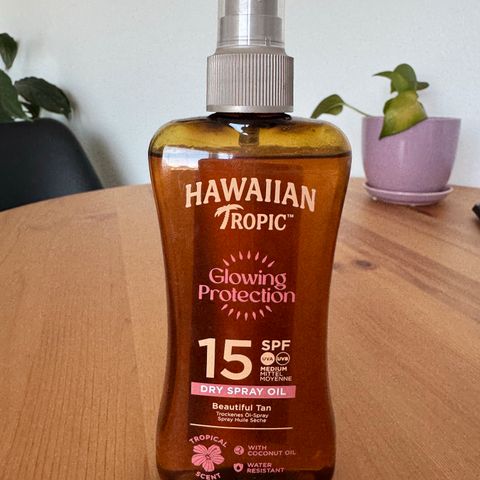 HAWAIIAN
TROPIC™
Glowing
Protection
15 SPF
UVA UVB
MEDIUM
MITTEL
MOYENNE
DRY SPRAY OIL
Beautiful Tan
Trockenes Öl-Spray
Spray Huile Sèche
TROPICAL
SCENT
WITH
COCONUT OIL
WATER
RESISTANT